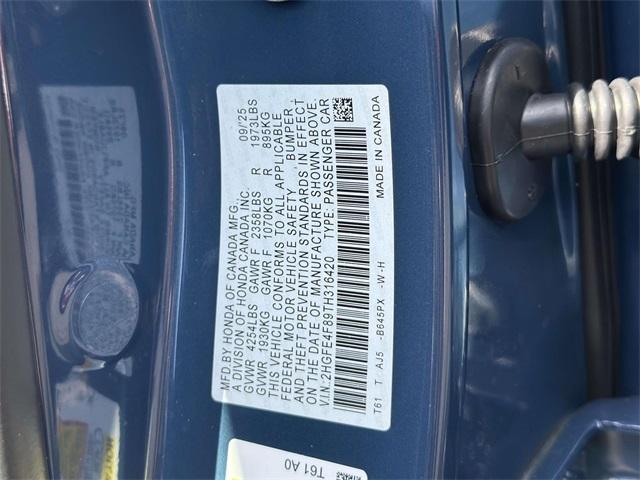 MFD.BY HONDA OF CANADA MFG. 09/25
A DIVISION OF HONDA CANADA INC.
GVWR 4254LBS GAWR F 2358LBS R 1973LBS
GVWR 1930KG GAWR F 1070KG R 895KG
THIS VEHICLE CONFORMS TO ALL APPLICABLE
FEDERAL MOTOR VEHICLE SAFETY , BUMPER ,
AND THEFT PREVENTION STANDARDS IN EFFECT
ON THE DATE OF MANUFACTURE SHOWN ABOVE.
V.I.N:2HGFE4F89TH316420 TYPE: PASSENGER CAR
MADE IN CANADA
T61 T AJ5 -B645PX -W-H
T61 A0